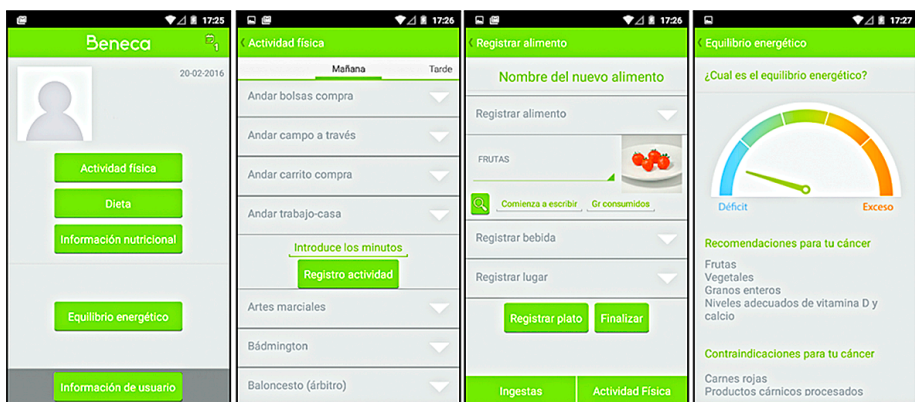 17:25
Beneca
1
20-02-2016
Actividad física
Dieta
Información nutricional
Equilibrio energético
Información de usuario
17:26
Actividad física
Mañana Tarde
Andar bolsas compra
Andar campo a través
Andar carrito compra
Andar trabajo-casa
Introduce los minutos
Registro actividad
Artes marciales
Bádmington
Baloncesto (árbitro)
17:26
Registrar alimento
Nombre del nuevo alimento
Registrar alimento
FRUTAS
Comienza a escribir Gr consumidos
Registrar bebida
Registrar lugar
Registrar plato Finalizar
Ingestas Actividad Física
17:27
Equilibrio energético
¿Cual es el equilibrio energético?
Déficit Exceso
Recomendaciones para tu cáncer
Frutas
Vegetales
Granos enteros
Niveles adecuados de vitamina D y
calcio
Contraindicaciones para tu cáncer
Carnes rojas
Productos cárnicos procesados